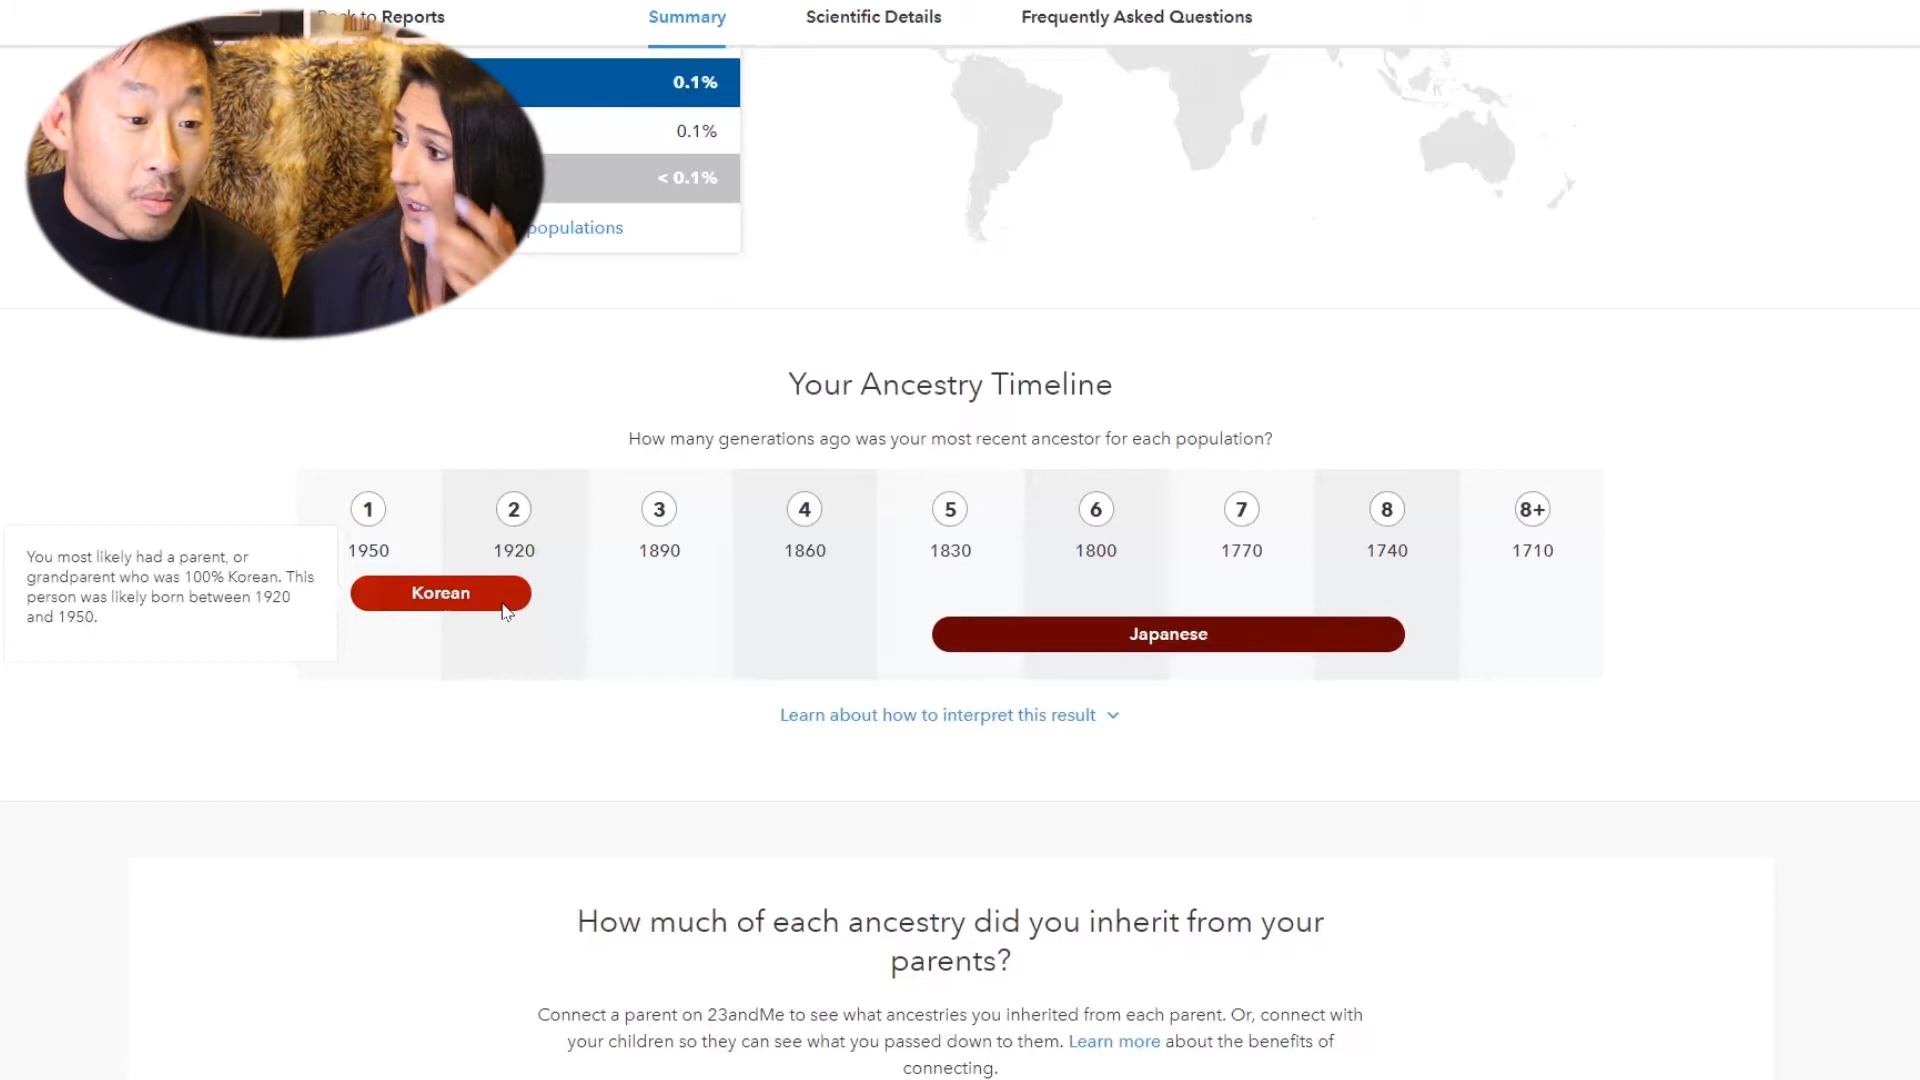 Back to Reports
Summary
Scientific Details
Frequently Asked Questions
0.1%
0.1%
< 0.1%
populations
Your Ancestry Timeline
How many generations ago was your most recent ancestor for each population?
1 2 3 4 5 6 7 8 8+
1950 1920 1890 1860 1830 1800 1770 1740 1710
You most likely had a parent, or
grandparent who was 100% Korean. This
person was likely born between 1920
and 1950.
Korean
Japanese
Learn about how to interpret this result
How much of each ancestry did you inherit from your
parents?
Connect a parent on 23andMe to see what ancestries you inherited from each parent. Or, connect with
your children so they can see what you passed down to them. Learn more about the benefits of
connecting.